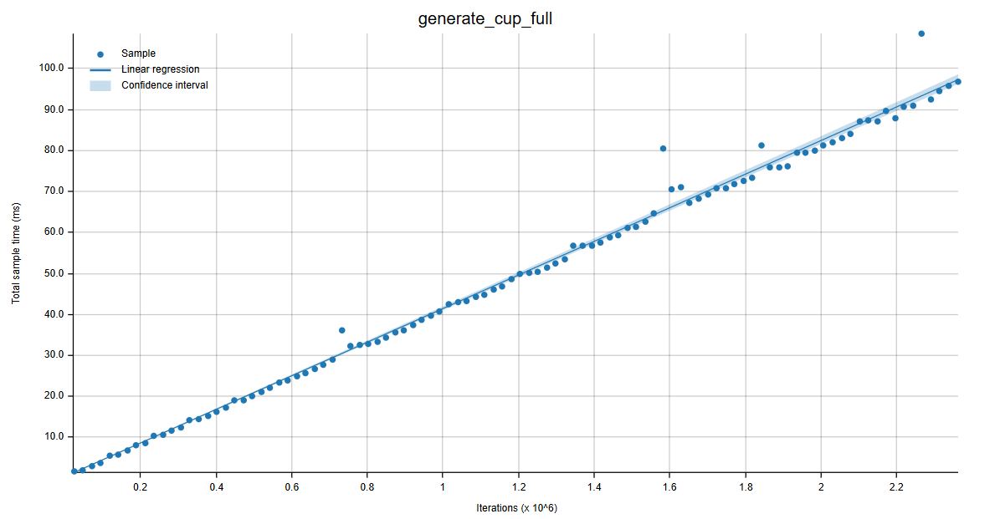 generate_cup_full
Sample
Linear regression
Confidence interval
Total sample time (ms)
100.0
90.0
80.0
70.0
60.0
50.0
40.0
30.0
20.0
10.0
0.2 0.4 0.6 0.8 1 1.2 1.4 1.6 1.8 2 2.2
Iterations (x 10^6)